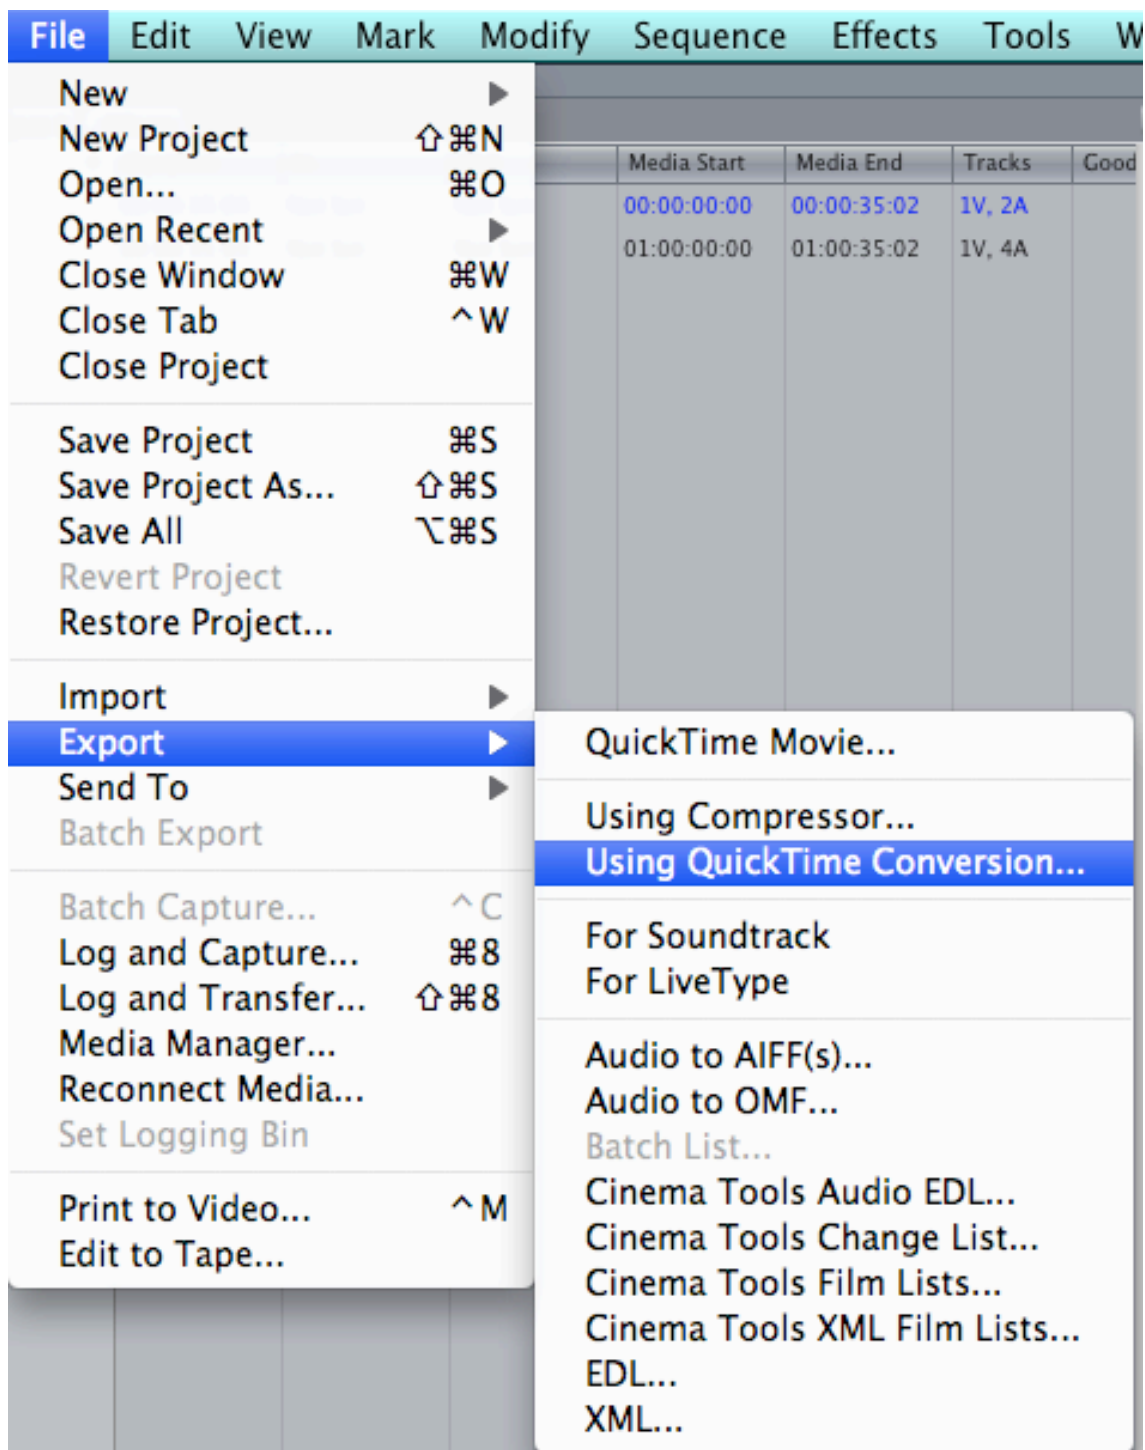 File Edit View Mark Modify Sequence Effects Tools W
New
New Project ⇧⌘N
Open... ⌘O
Open Recent
Close Window ⌘W
Close Tab ^W
Close Project
Save Project ⌘S
Save Project As... ⇧⌘S
Save All ⌥⌘S
Revert Project
Restore Project...
Import
Export
Send To
Batch Export
Batch Capture... ^C
Log and Capture... ⌘8
Log and Transfer... ⇧⌘8
Media Manager...
Reconnect Media...
Set Logging Bin
Print to Video... ^M
Edit to Tape...
Media Start Media End Tracks Good
00:00:00:00 00:00:35:02 1V, 2A
01:00:00:00 01:00:35:02 1V, 4A
QuickTime Movie...
Using Compressor...
Using QuickTime Conversion...
For Soundtrack
For LiveType
Audio to AIFF(s)...
Audio to OMF...
Batch List...
Cinema Tools Audio EDL...
Cinema Tools Change List...
Cinema Tools Film Lists...
Cinema Tools XML Film Lists...
EDL...
XML...